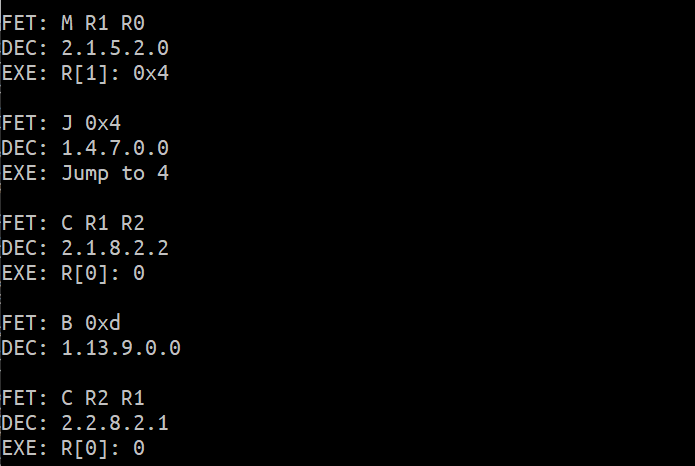 FET: M R1 R0
DEC: 2.1.5.2.0
EXE: R[1]: 0x4
FET: J 0x4
DEC: 1.4.7.0.0
EXE: Jump to 4
FET: C R1 R2
DEC: 2.1.8.2.2
EXE: R[0]: 0
FET: B 0xd
DEC: 1.13.9.0.0
FET: C R2 R1
DEC: 2.2.8.2.1
EXE: R[0]: 0